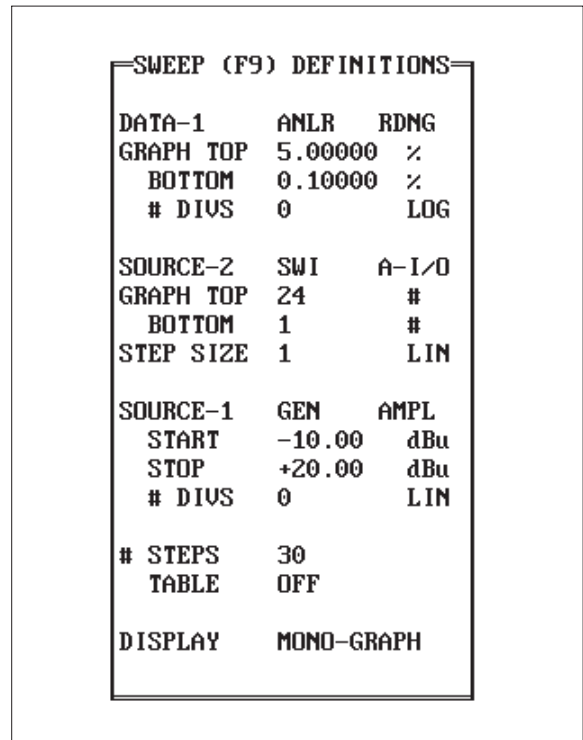 SWEEP (F9) DEFINITIONS
DATA-1 ANLR RDNG
GRAPH TOP 5.00000 %
BOTTOM 0.10000 %
# DIVS 0 LOG
SOURCE-2 SWI A-I/O
GRAPH TOP 24 #
BOTTOM 1 #
STEP SIZE 1 LIN
SOURCE-1 GEN AMPL
START -10.00 dBu
STOP +20.00 dBu
# DIVS 0 LIN
# STEPS 30
TABLE OFF
DISPLAY MONO-GRAPH